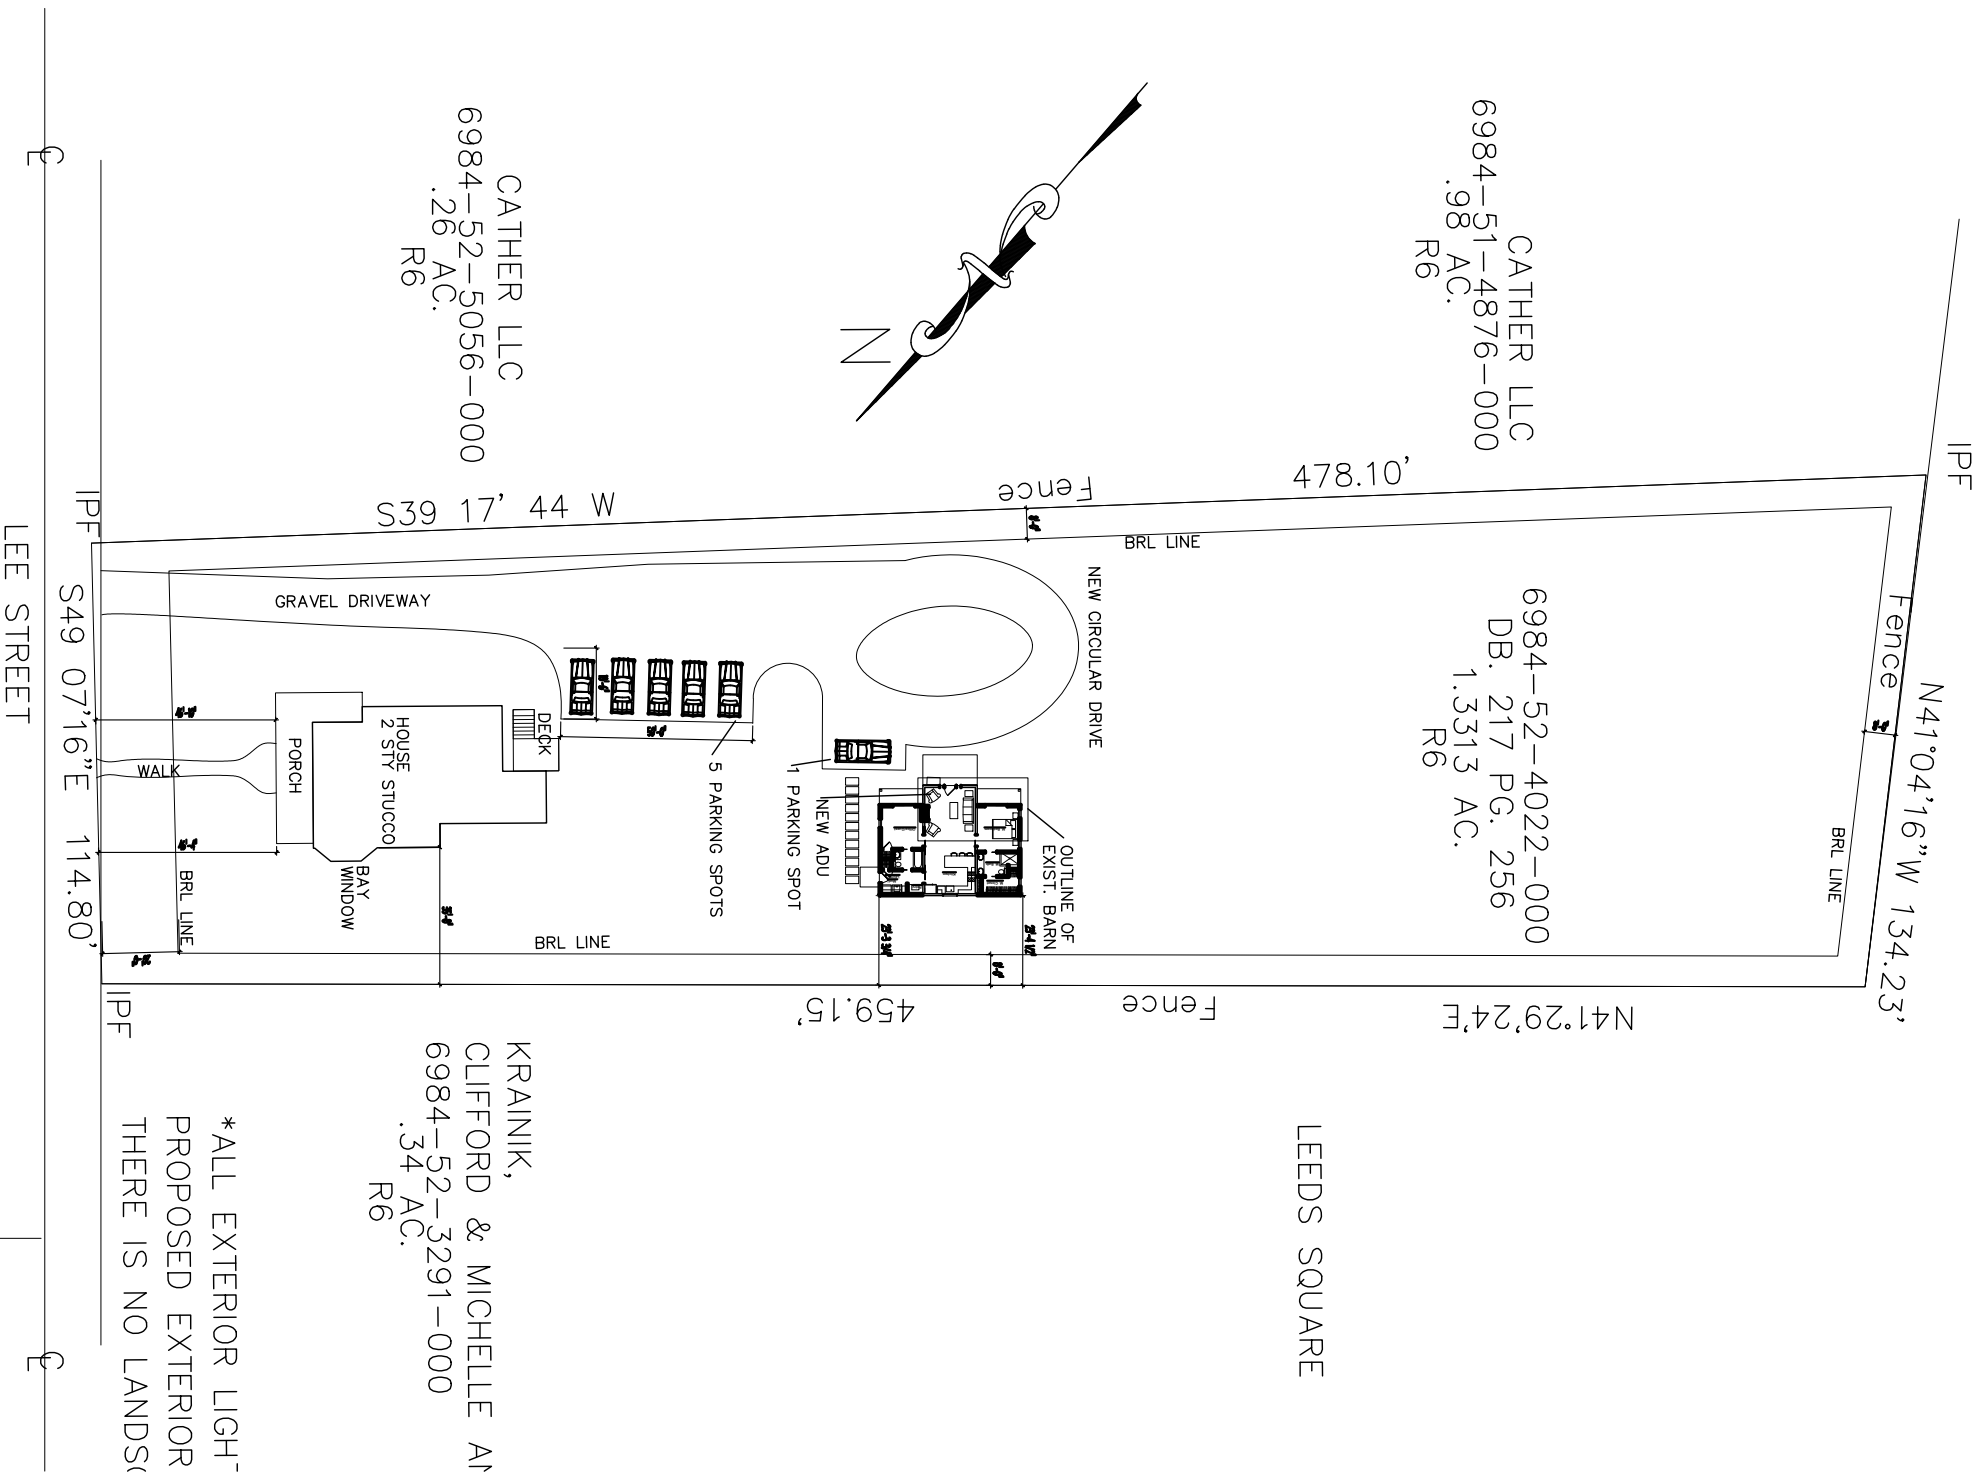 CATHER LLC
6984-52-5056-000
.26 AC.
R6
CATHER LLC
6984-51-4876-000
.98 AC.
R6
N
IPF
IPF
S39 17' 44 W
Fence
478.10'
BRL LINE
GRAVEL DRIVEWAY
NEW CIRCULAR DRIVE
6984-52-4022-000
DB. 217 PG. 256
1.3313 AC.
R6
Fence
N41°04'16"W 134.23'
BRL LINE
LEE STREET
S49 07'16"E 114.80'
WALK
PORCH
HOUSE
2 STY STUCCO
DECK
BAY
WINDOW
5 PARKING SPOTS
1 PARKING SPOT
NEW ADU
OUTLINE OF
EXIST. BARN
BRL LINE
BRL LINE
IPF
459.15'
Fence
N41°29'24'E
KRAINIK,
CLIFFORD & MICHELLE AN
6984-52-3291-000
.34 AC.
R6
LEEDS SQUARE
*ALL EXTERIOR LIGHT
PROPOSED EXTERIOR
THERE IS NO LANDSC
CL
CL